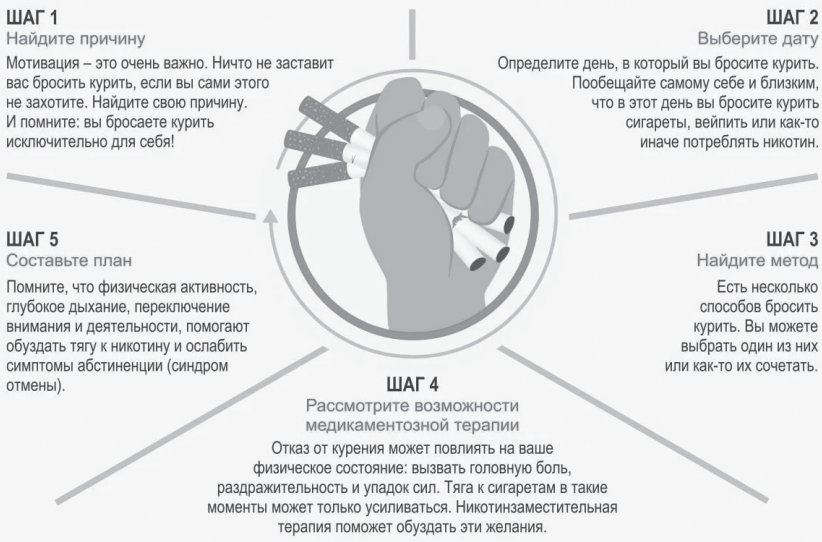 ШАГ 1
Найдите причину
Мотивация – это очень важно. Ничто не заставит
вас бросить курить, если вы сами этого
не захотите. Найдите свою причину.
И помните: вы бросаете курить
исключительно для себя!
ШАГ 2
Выберите дату
Определите день, в который вы бросите курить.
Пообещайте самому себе и близким,
что в этот день вы бросите курить
сигареты, вейпить или как-то
иначе потреблять никотин.
ШАГ 3
Найдите метод
Есть несколько
способов бросить
курить. Вы можете
выбрать один из них
или как-то их сочетать.
ШАГ 4
Рассмотрите возможности
медикаментозной терапии
Отказ от курения может повлиять на ваше
физическое состояние: вызвать головную боль,
раздражительность и упадок сил. Тяга к сигаретам в такие
моменты может только усиливаться. Никотинзаместительная
терапия поможет обуздать эти желания.
ШАГ 5
Составьте план
Помните, что физическая активность,
глубокое дыхание, переключение
внимания и деятельности, помогают
обуздать тягу к никотину и ослабить
симптомы абстиненции (синдром
отмены).